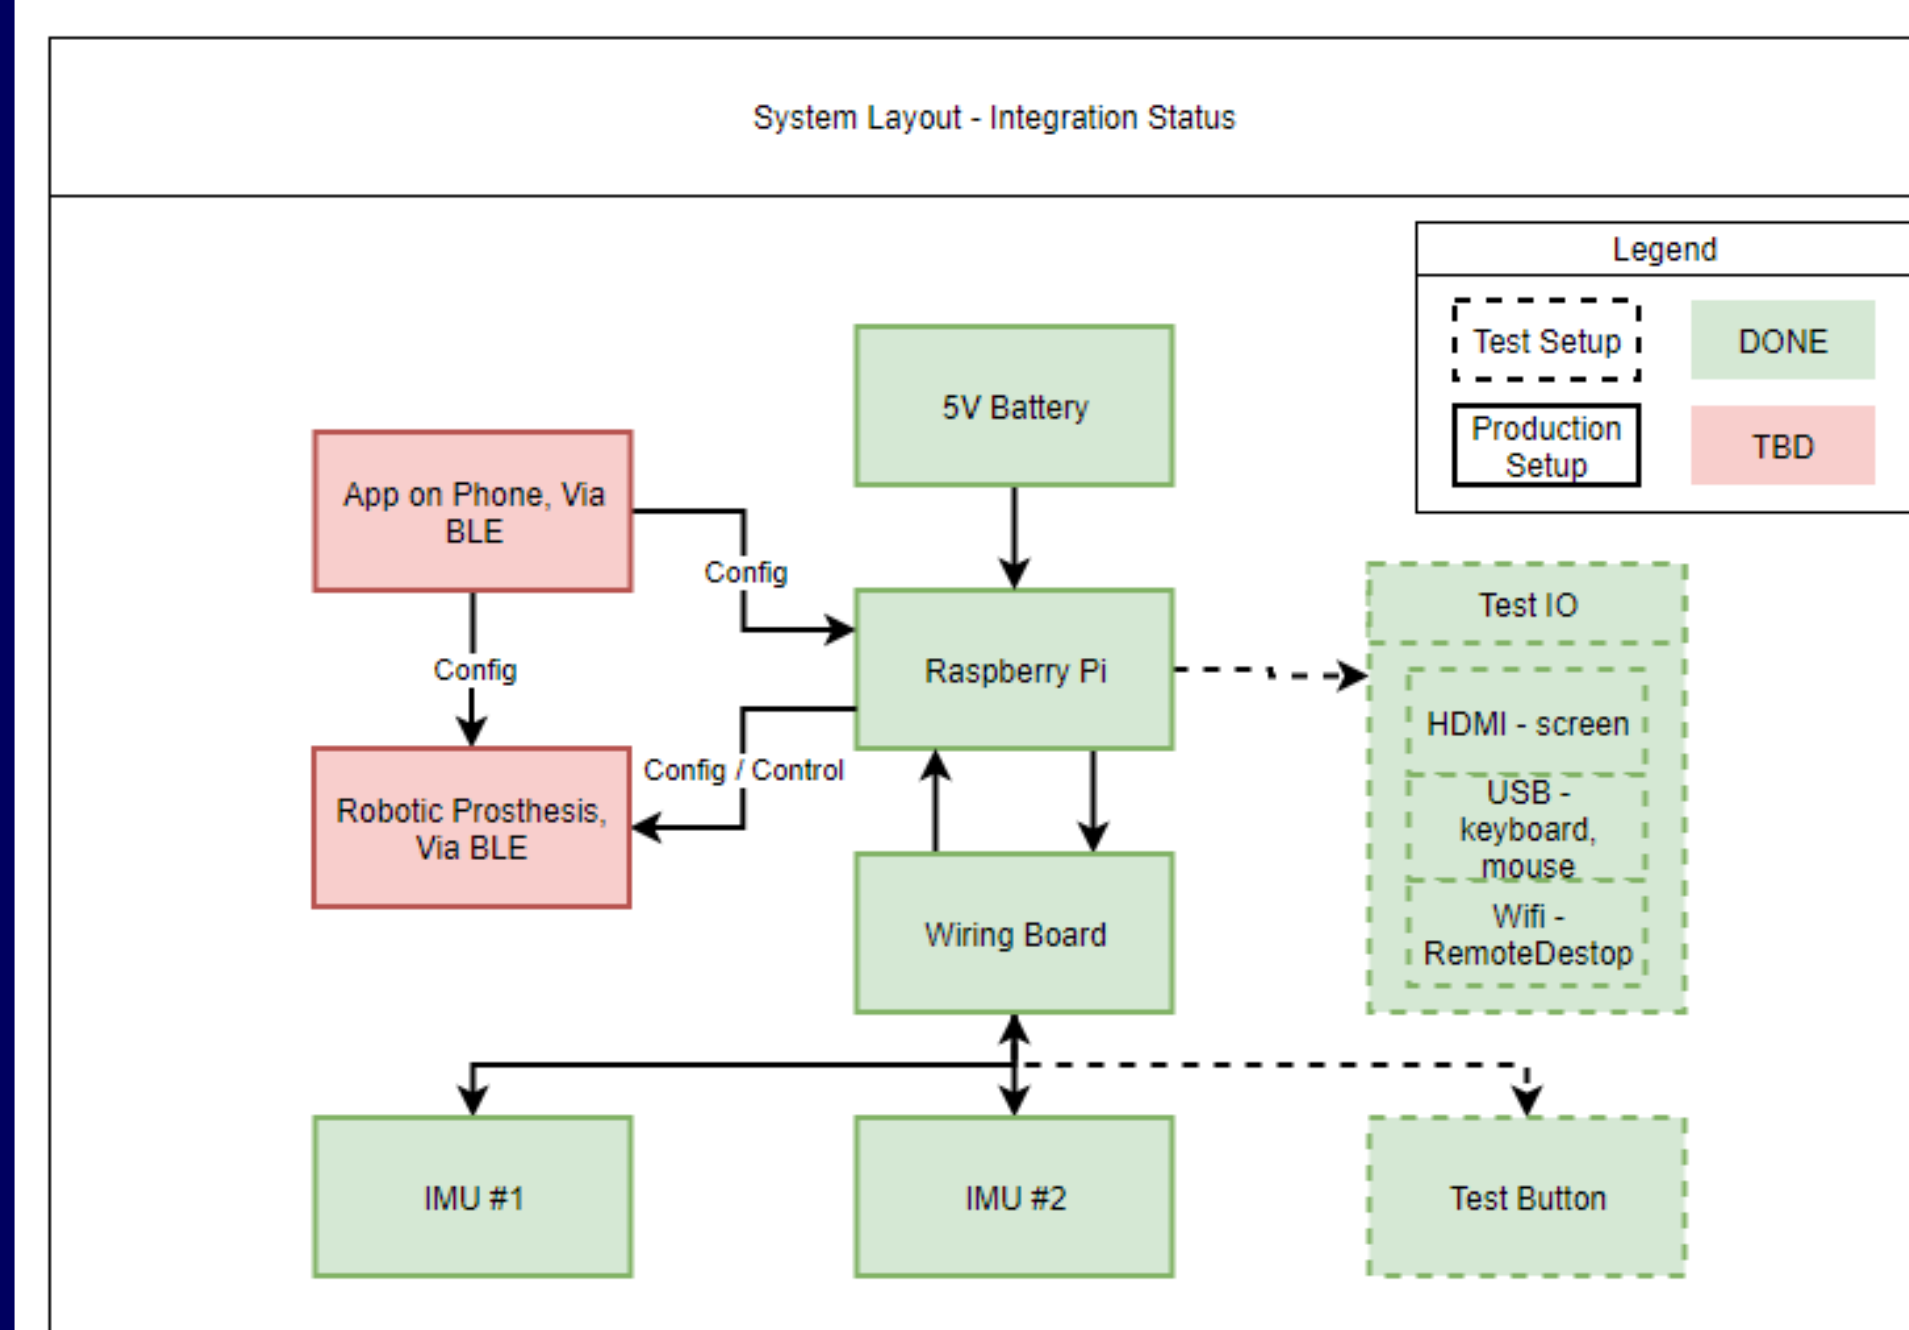 System Layout - Integration Status
Legend
Test Setup
DONE
Production
Setup
TBD
5V Battery
App on Phone, Via
BLE
Config
Test IO
Raspberry Pi
Config
HDMI - screen
Config / Control
USB -
keyboard,
mouse
Robotic Prosthesis,
Via BLE
Wiring Board
Wifi -
RemoteDestop
IMU #1
IMU #2
Test Button